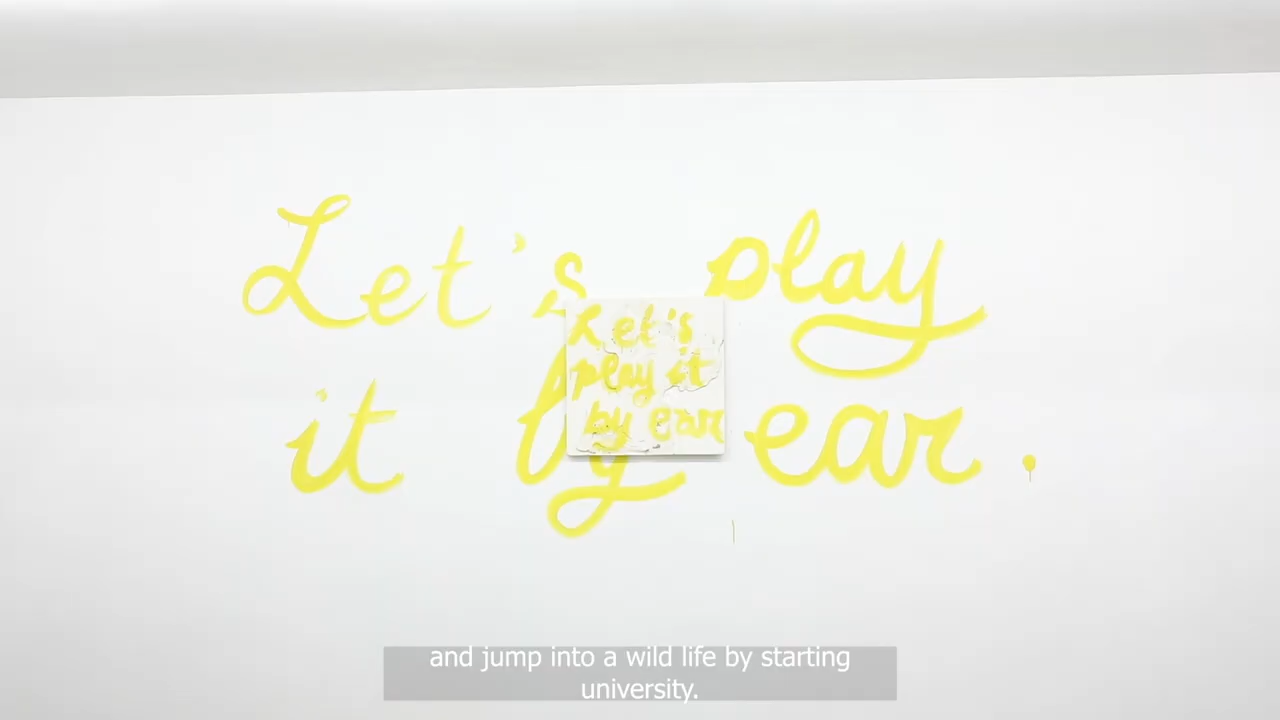 Let's play
it by ear.
Let's
play it
by ear
and jump into a wild life by starting
university.